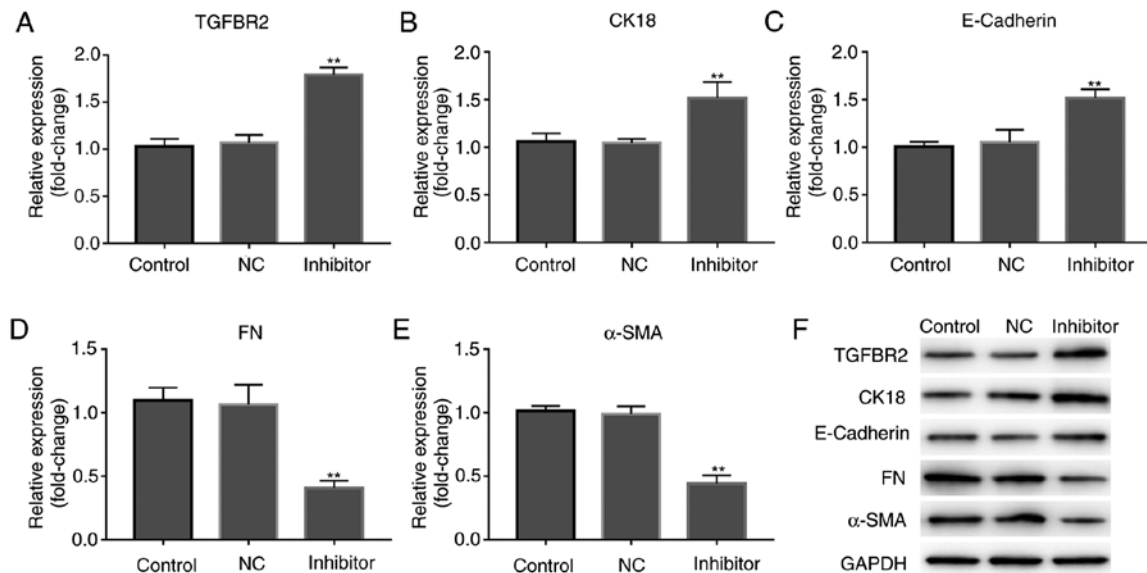 A
TGFBR2
Relative expression
(fold-change)
2.0
1.5
1.0
0.5
0.0
**
Control NC Inhibitor
B
CK18
Relative expression
(fold-change)
2.0
1.5
1.0
0.5
0.0
**
Control NC Inhibitor
C
E-Cadherin
Relative expression
(fold-change)
2.0
1.5
1.0
0.5
0.0
**
Control NC Inhibitor
D
FN
Relative expression
(fold-change)
1.5
1.0
0.5
0.0
**
Control NC Inhibitor
E
α-SMA
Relative expression
(fold-change)
1.5
1.0
0.5
0.0
**
Control NC Inhibitor
F
Control NC Inhibitor
TGFBR2
CK18
E-Cadherin
FN
α-SMA
GAPDH